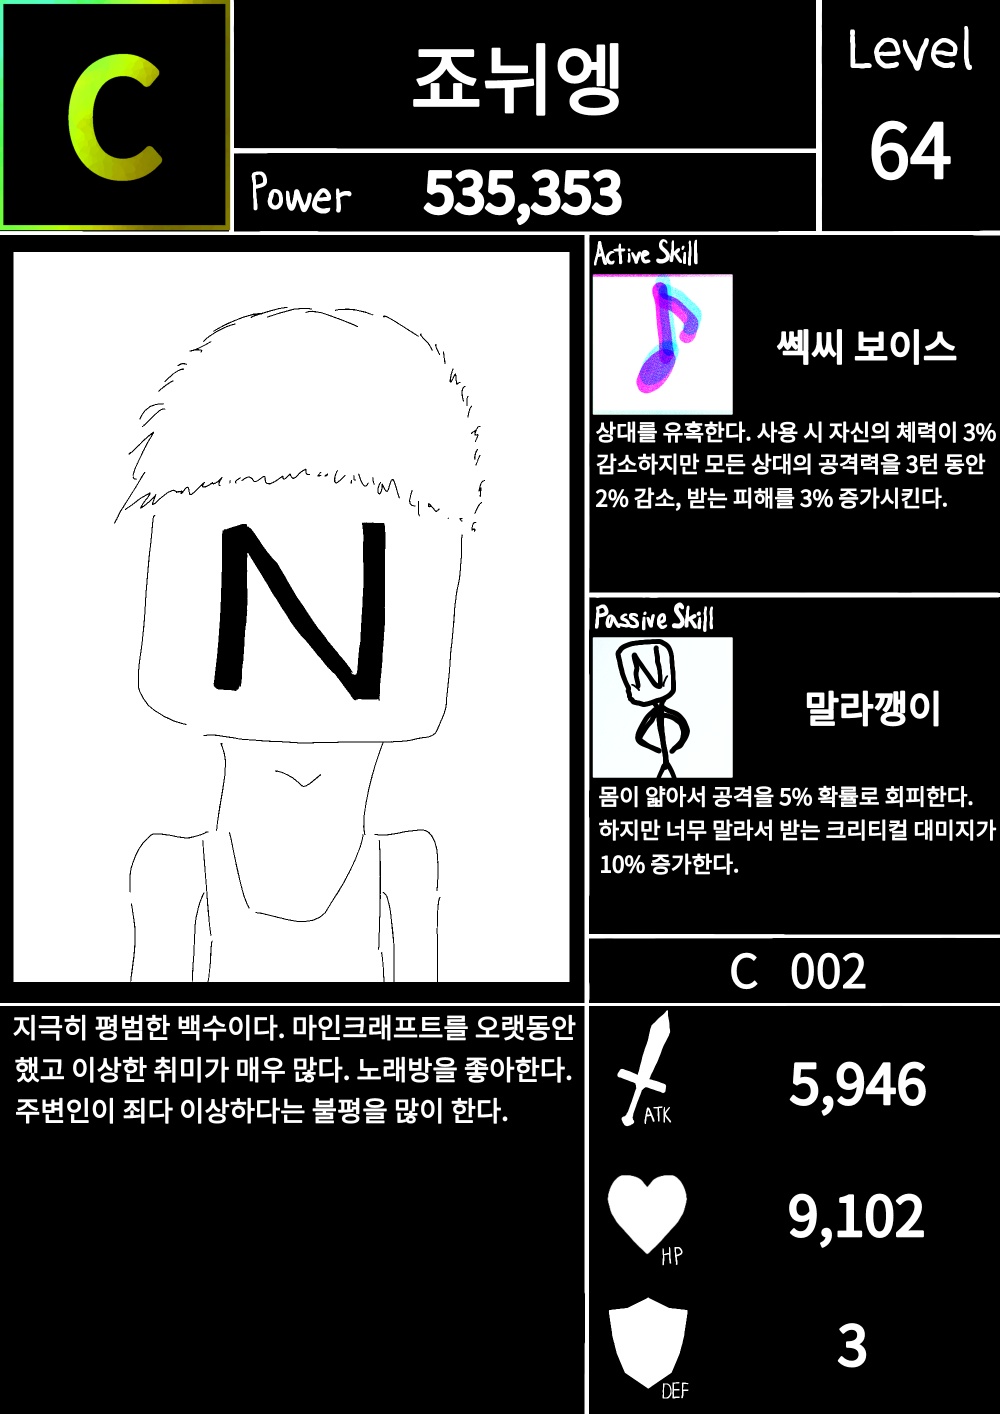 C
죠뉘엥
Level
64
Power 535,353
Active Skill
쎅씨 보이스
상대를 유혹한다. 사용 시 자신의 체력이 3%
감소하지만 모든 상대의 공격력을 3턴 동안
2% 감소, 받는 피해를 3% 증가시킨다.
N
Passive Skill
N
말라깽이
몸이 얇아서 공격을 5% 확률로 회피한다.
하지만 너무 말라서 받는 크리티컬 대미지가
10% 증가한다.
C 002
지극히 평범한 백수이다. 마인크래프트를 오랫동안
했고 이상한 취미가 매우 많다. 노래방을 좋아한다.
주변인이 죄다 이상하다는 불평을 많이 한다.
ATK 5,946
HP 9,102
DEF 3